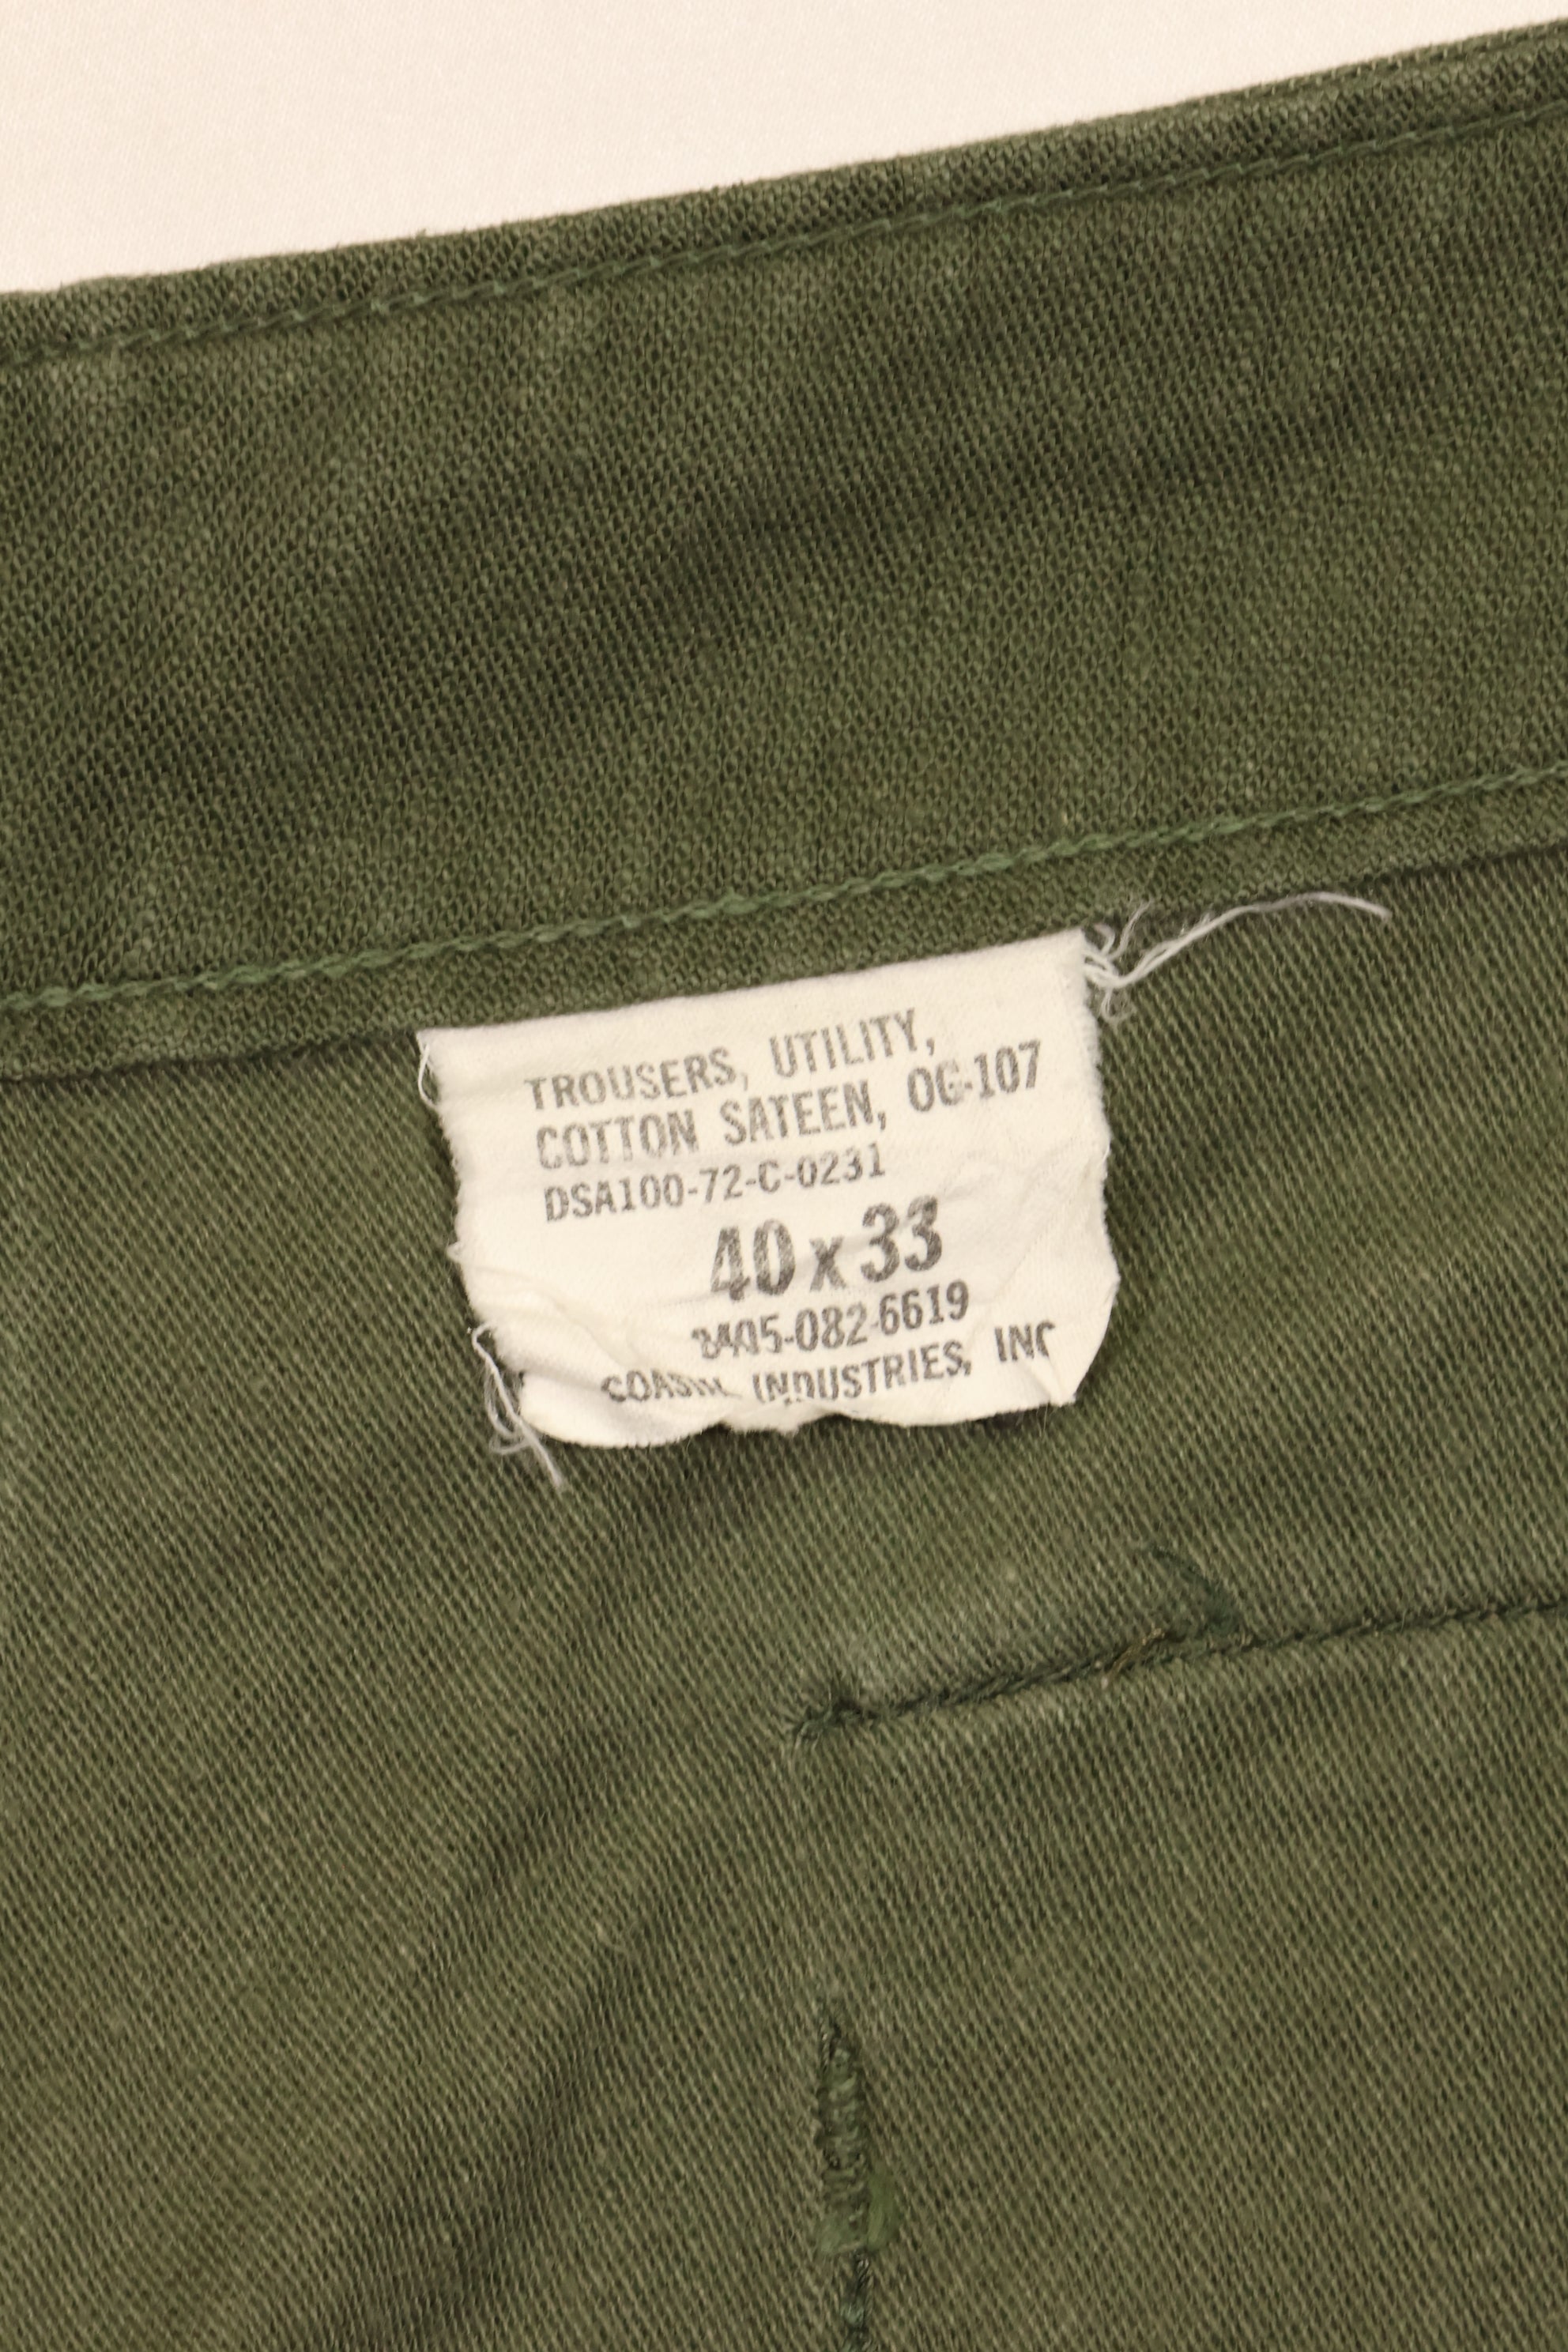 TROUSERS, UTILITY,
COTTON SATEEN, OG-107
DSA100-72-C-0231
40 x 33
8405-082-6619
INDUSTRIES, INC